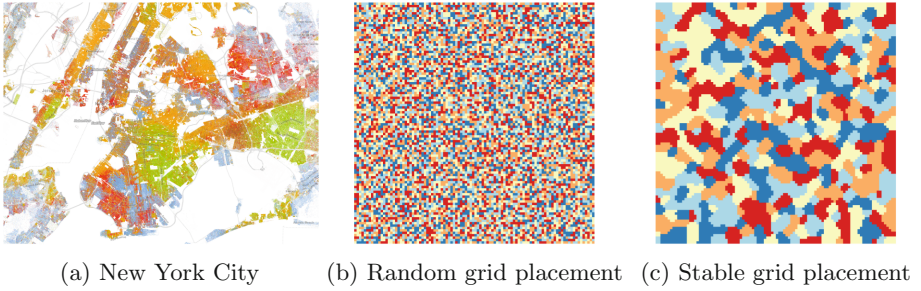 (a) New York City
(b) Random grid placement
(c) Stable grid placement